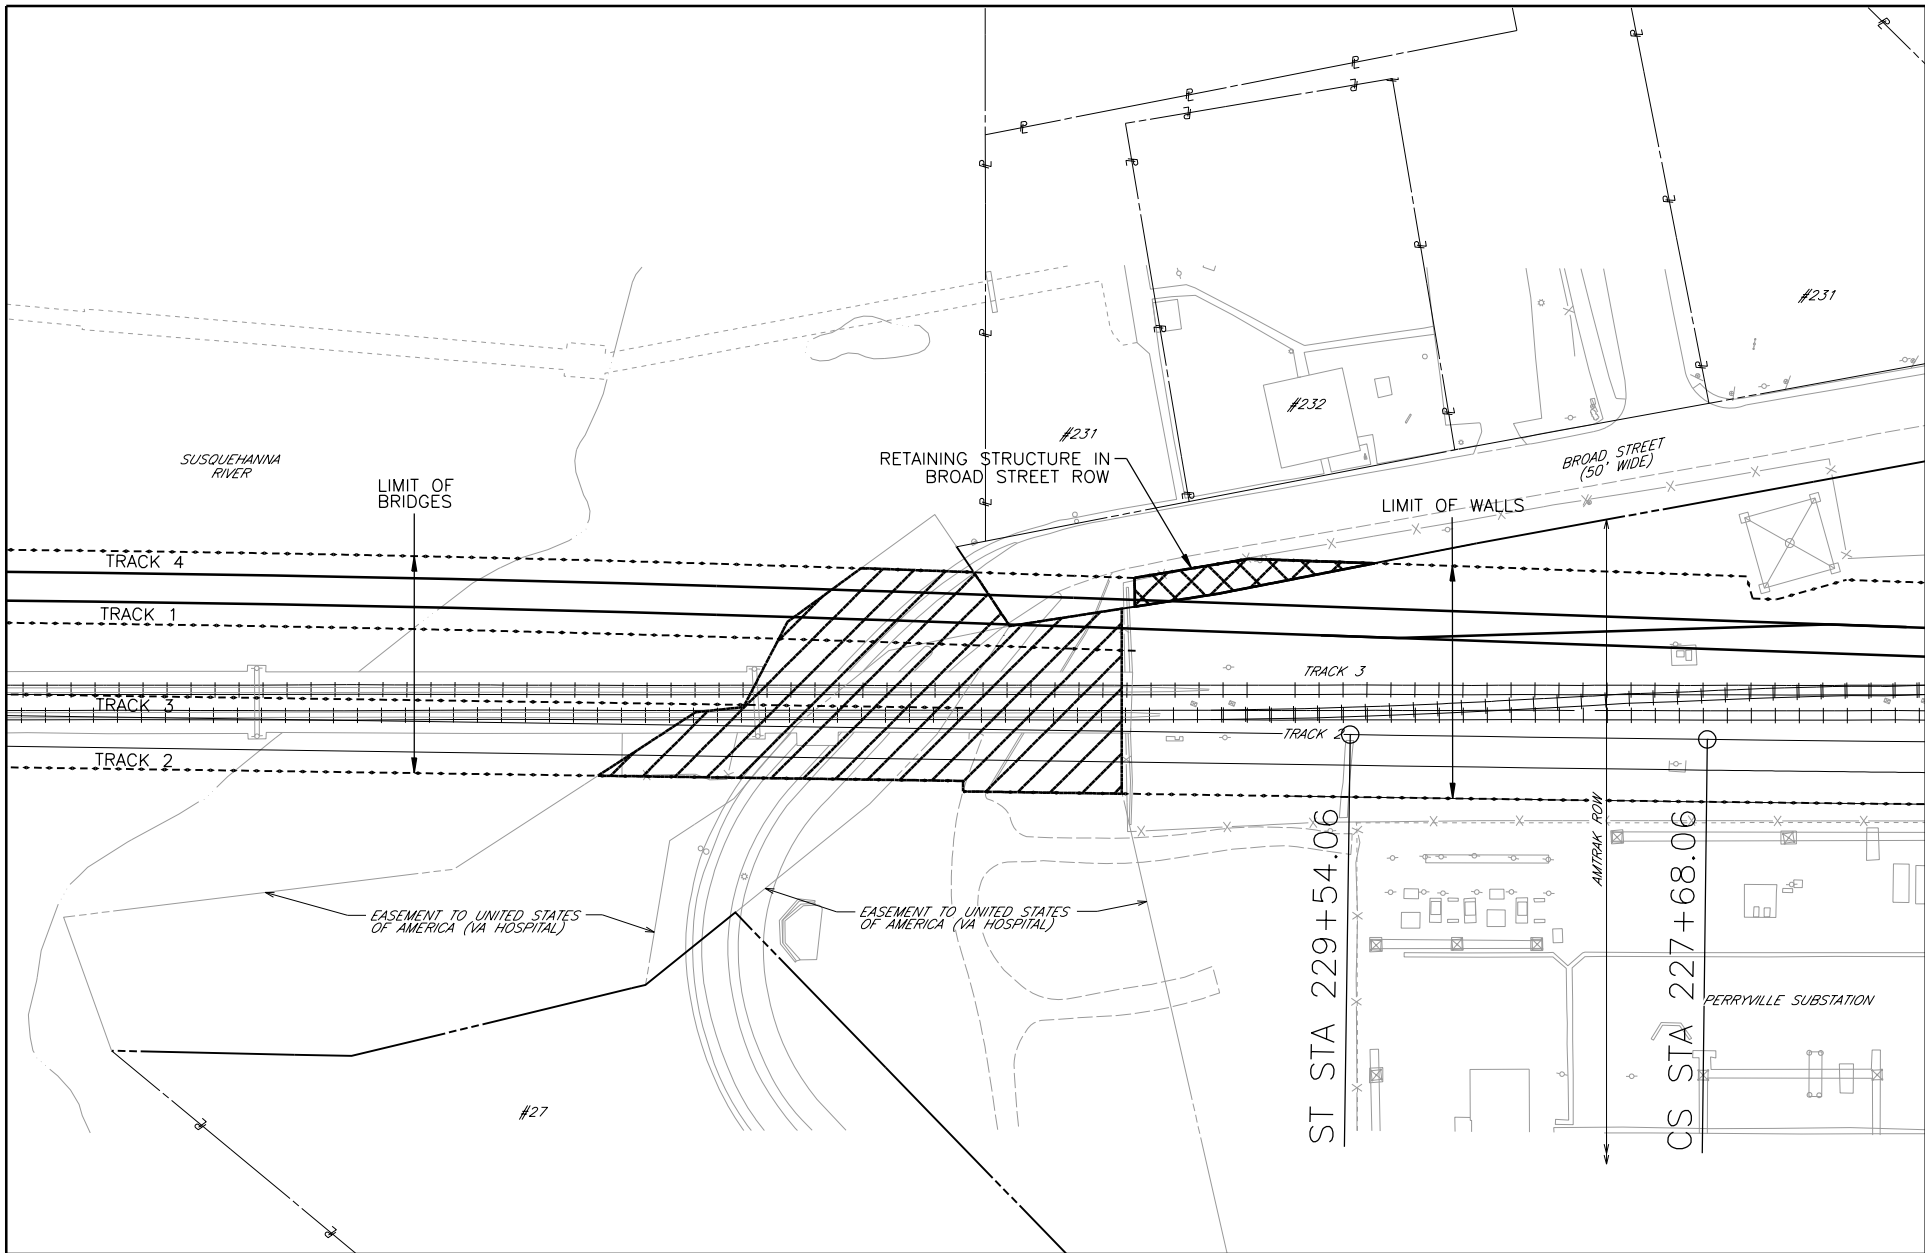 #231
#232
#231
SUSQUEHANNA
RIVER
LIMIT OF
BRIDGES
RETAINING STRUCTURE IN
BROAD STREET ROW
BROAD STREET
(50' WIDE)
LIMIT OF WALLS
TRACK 4
TRACK 1
TRACK 3
TRACK 3
TRACK 2
TRACK 2
ST STA 229+54.06
AMTRAK ROW
CS STA 227+68.06
EASEMENT TO UNITED STATES
OF AMERICA (VA HOSPITAL)
EASEMENT TO UNITED STATES
OF AMERICA (VA HOSPITAL)
PERRYVILLE SUBSTATION
#27